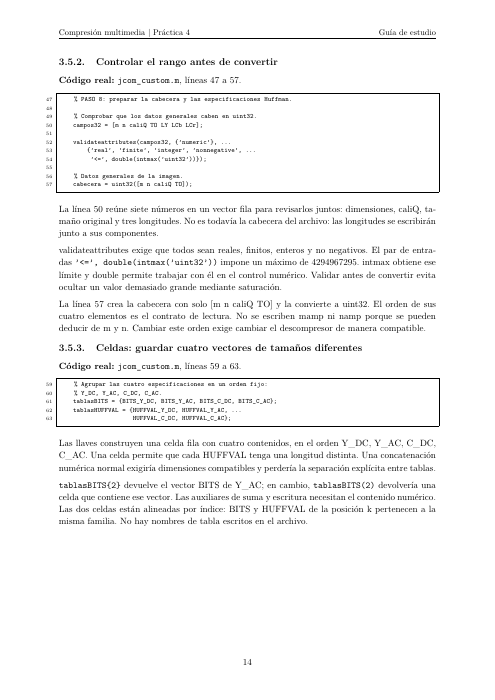 Compresión multimedia | Práctica 4 Guía de estudio
3.5.2. Controlar el rango antes de convertir
Código real: jcom_custom.m, líneas 47 a 57.
47 % PASO 8: preparar la cabecera y las especificaciones Huffman.
48
49 % Comprobar que los datos generales caben en uint32.
50 campos32 = [m n caliQ TO LY LCb LCr];
51
52 validateattributes(campos32, {'numeric'}, ...
53 {'real', 'finite', 'integer', 'nonnegative', ...
54 '<=', double(intmax('uint32'))});
55
56 % Datos generales de la imagen.
57 cabecera = uint32([m n caliQ TO]);
La línea 50 reúne siete números en un vector fila para revisarlos juntos: dimensiones, caliQ, ta-
maño original y tres longitudes. No es todavía la cabecera del archivo: las longitudes se escribirán
junto a sus componentes.
validateattributes exige que todos sean reales, finitos, enteros y no negativos. El par de entra-
das '<=', double(intmax('uint32')) impone un máximo de 4294967295. intmax obtiene ese
límite y double permite trabajar con él en el control numérico. Validar antes de convertir evita
ocultar un valor demasiado grande mediante saturación.
La línea 57 crea la cabecera con solo [m n caliQ TO] y la convierte a uint32. El orden de sus
cuatro elementos es el contrato de lectura. No se escriben mamp ni namp porque se pueden
deducir de m y n. Cambiar este orden exige cambiar el descompresor de manera compatible.
3.5.3. Celdas: guardar cuatro vectores de tamaños diferentes
Código real: jcom_custom.m, líneas 59 a 63.
59 % Agrupar las cuatro especificaciones en un orden fijo:
60 % Y_DC, Y_AC, C_DC, C_AC.
61 tablasBITS = {BITS_Y_DC, BITS_Y_AC, BITS_C_DC, BITS_C_AC};
62 tablasHUFFVAL = {HUFFVAL_Y_DC, HUFFVAL_Y_AC, ...
63 HUFFVAL_C_DC, HUFFVAL_C_AC};
Las llaves construyen una celda fila con cuatro contenidos, en el orden Y_DC, Y_AC, C_DC,
C_AC. Una celda permite que cada HUFFVAL tenga una longitud distinta. Una concatenación
numérica normal exigiría dimensiones compatibles y perdería la separación explícita entre tablas.
tablasBITS{2} devuelve el vector BITS de Y_AC; en cambio, tablasBITS(2) devolvería una
celda que contiene ese vector. Las auxiliares de suma y escritura necesitan el contenido numérico.
Las dos celdas están alineadas por índice: BITS y HUFFVAL de la posición k pertenecen a la
misma familia. No hay nombres de tabla escritos en el archivo.
14